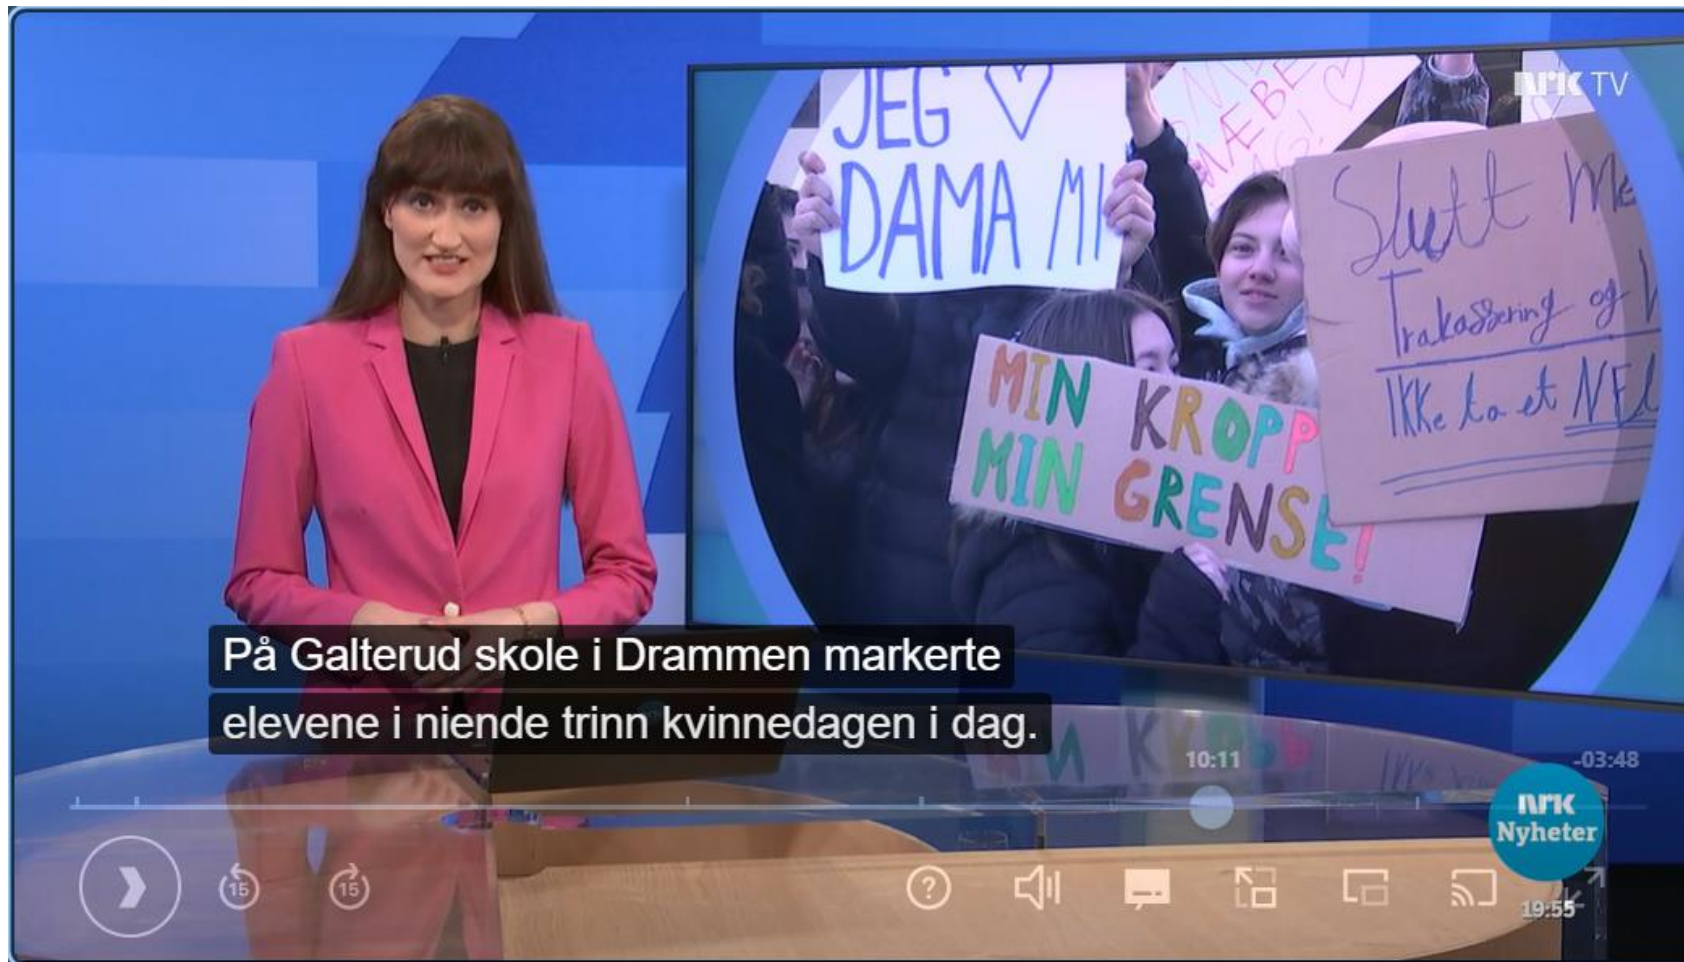 JEG ♡
DAMA MI
NRK TV
Slutt Me
Trakassering og
IKKe ta et NEI
MIN KROPP
MIN GRENSE!
På Galterud skole i Drammen markerte
elevene i niende trinn kvinnedagen i dag.
10:11
-03:48
NRK
Nyheter
15
15
?
19:55